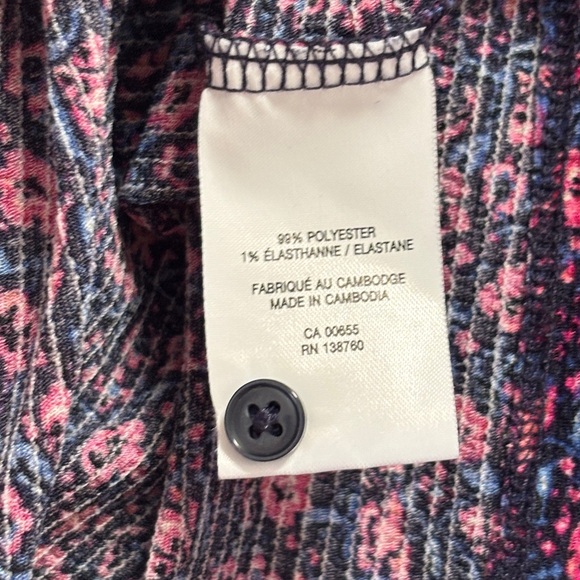 99% POLYESTER
1% ÉLASTHANNE / ELASTANE
FABRIQUÉ AU CAMBODGE
MADE IN CAMBODIA
CA 00655
RN 138760